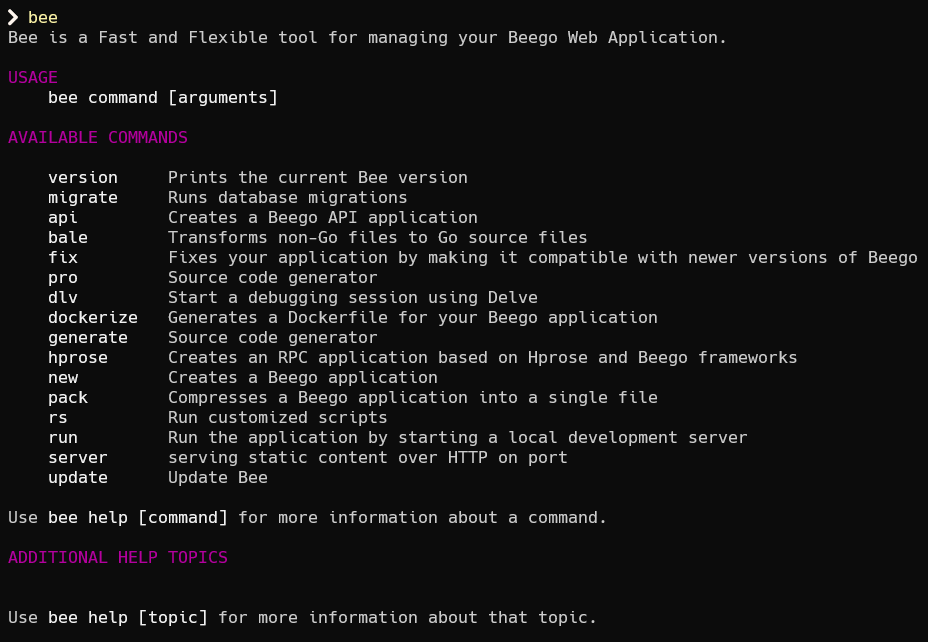 ❯ bee
Bee is a Fast and Flexible tool for managing your Beego Web Application.
USAGE
bee command [arguments]
AVAILABLE COMMANDS
version Prints the current Bee version
migrate Runs database migrations
api Creates a Beego API application
bale Transforms non-Go files to Go source files
fix Fixes your application by making it compatible with newer versions of Beego
pro Source code generator
dlv Start a debugging session using Delve
dockerize Generates a Dockerfile for your Beego application
generate Source code generator
hprose Creates an RPC application based on Hprose and Beego frameworks
new Creates a Beego application
pack Compresses a Beego application into a single file
rs Run customized scripts
run Run the application by starting a local development server
server serving static content over HTTP on port
update Update Bee
Use bee help [command] for more information about a command.
ADDITIONAL HELP TOPICS
Use bee help [topic] for more information about that topic.